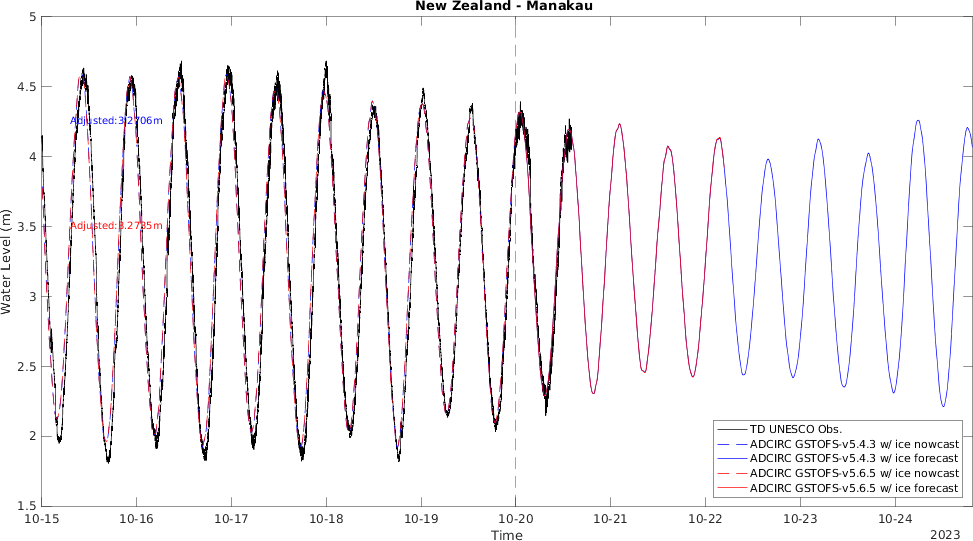 New Zealand - Manakau
5
4.5
4
3.5
3
2.5
2
1.5
Water Level (m)
Adjusted:3.2706m
Adjusted:3.2735m
TD UNESCO Obs.
ADCIRC GSTOFS-v5.4.3 w/ ice nowcast
ADCIRC GSTOFS-v5.4.3 w/ ice forecast
ADCIRC GSTOFS-v5.6.5 w/ ice nowcast
ADCIRC GSTOFS-v5.6.5 w/ ice forecast
10-15 10-16 10-17 10-18 10-19 10-20 10-21 10-22 10-23 10-24
Time
2023